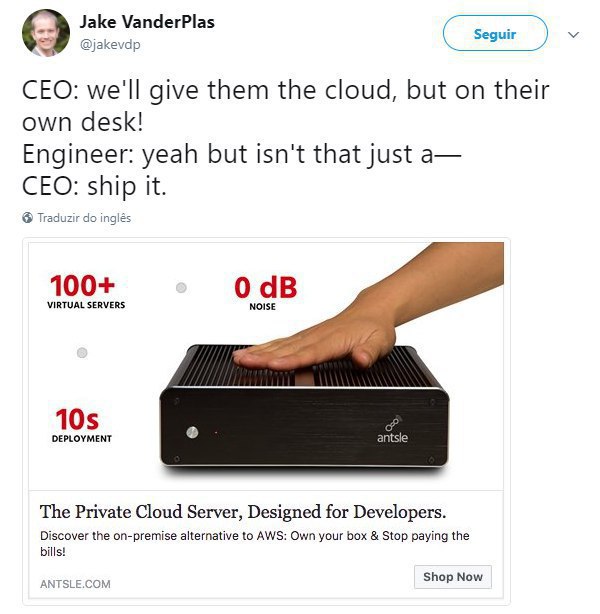 Jake VanderPlas
@jakevdp
Seguir
CEO: we'll give them the cloud, but on their
own desk!
Engineer: yeah but isn't that just a—
CEO: ship it.
Traduzir do inglês
100+
VIRTUAL SERVERS
0 dB
NOISE
10s
DEPLOYMENT
antsle
The Private Cloud Server, Designed for Developers.
Discover the on-premise alternative to AWS: Own your box & Stop paying the
bills!
ANTSLE.COM
Shop Now